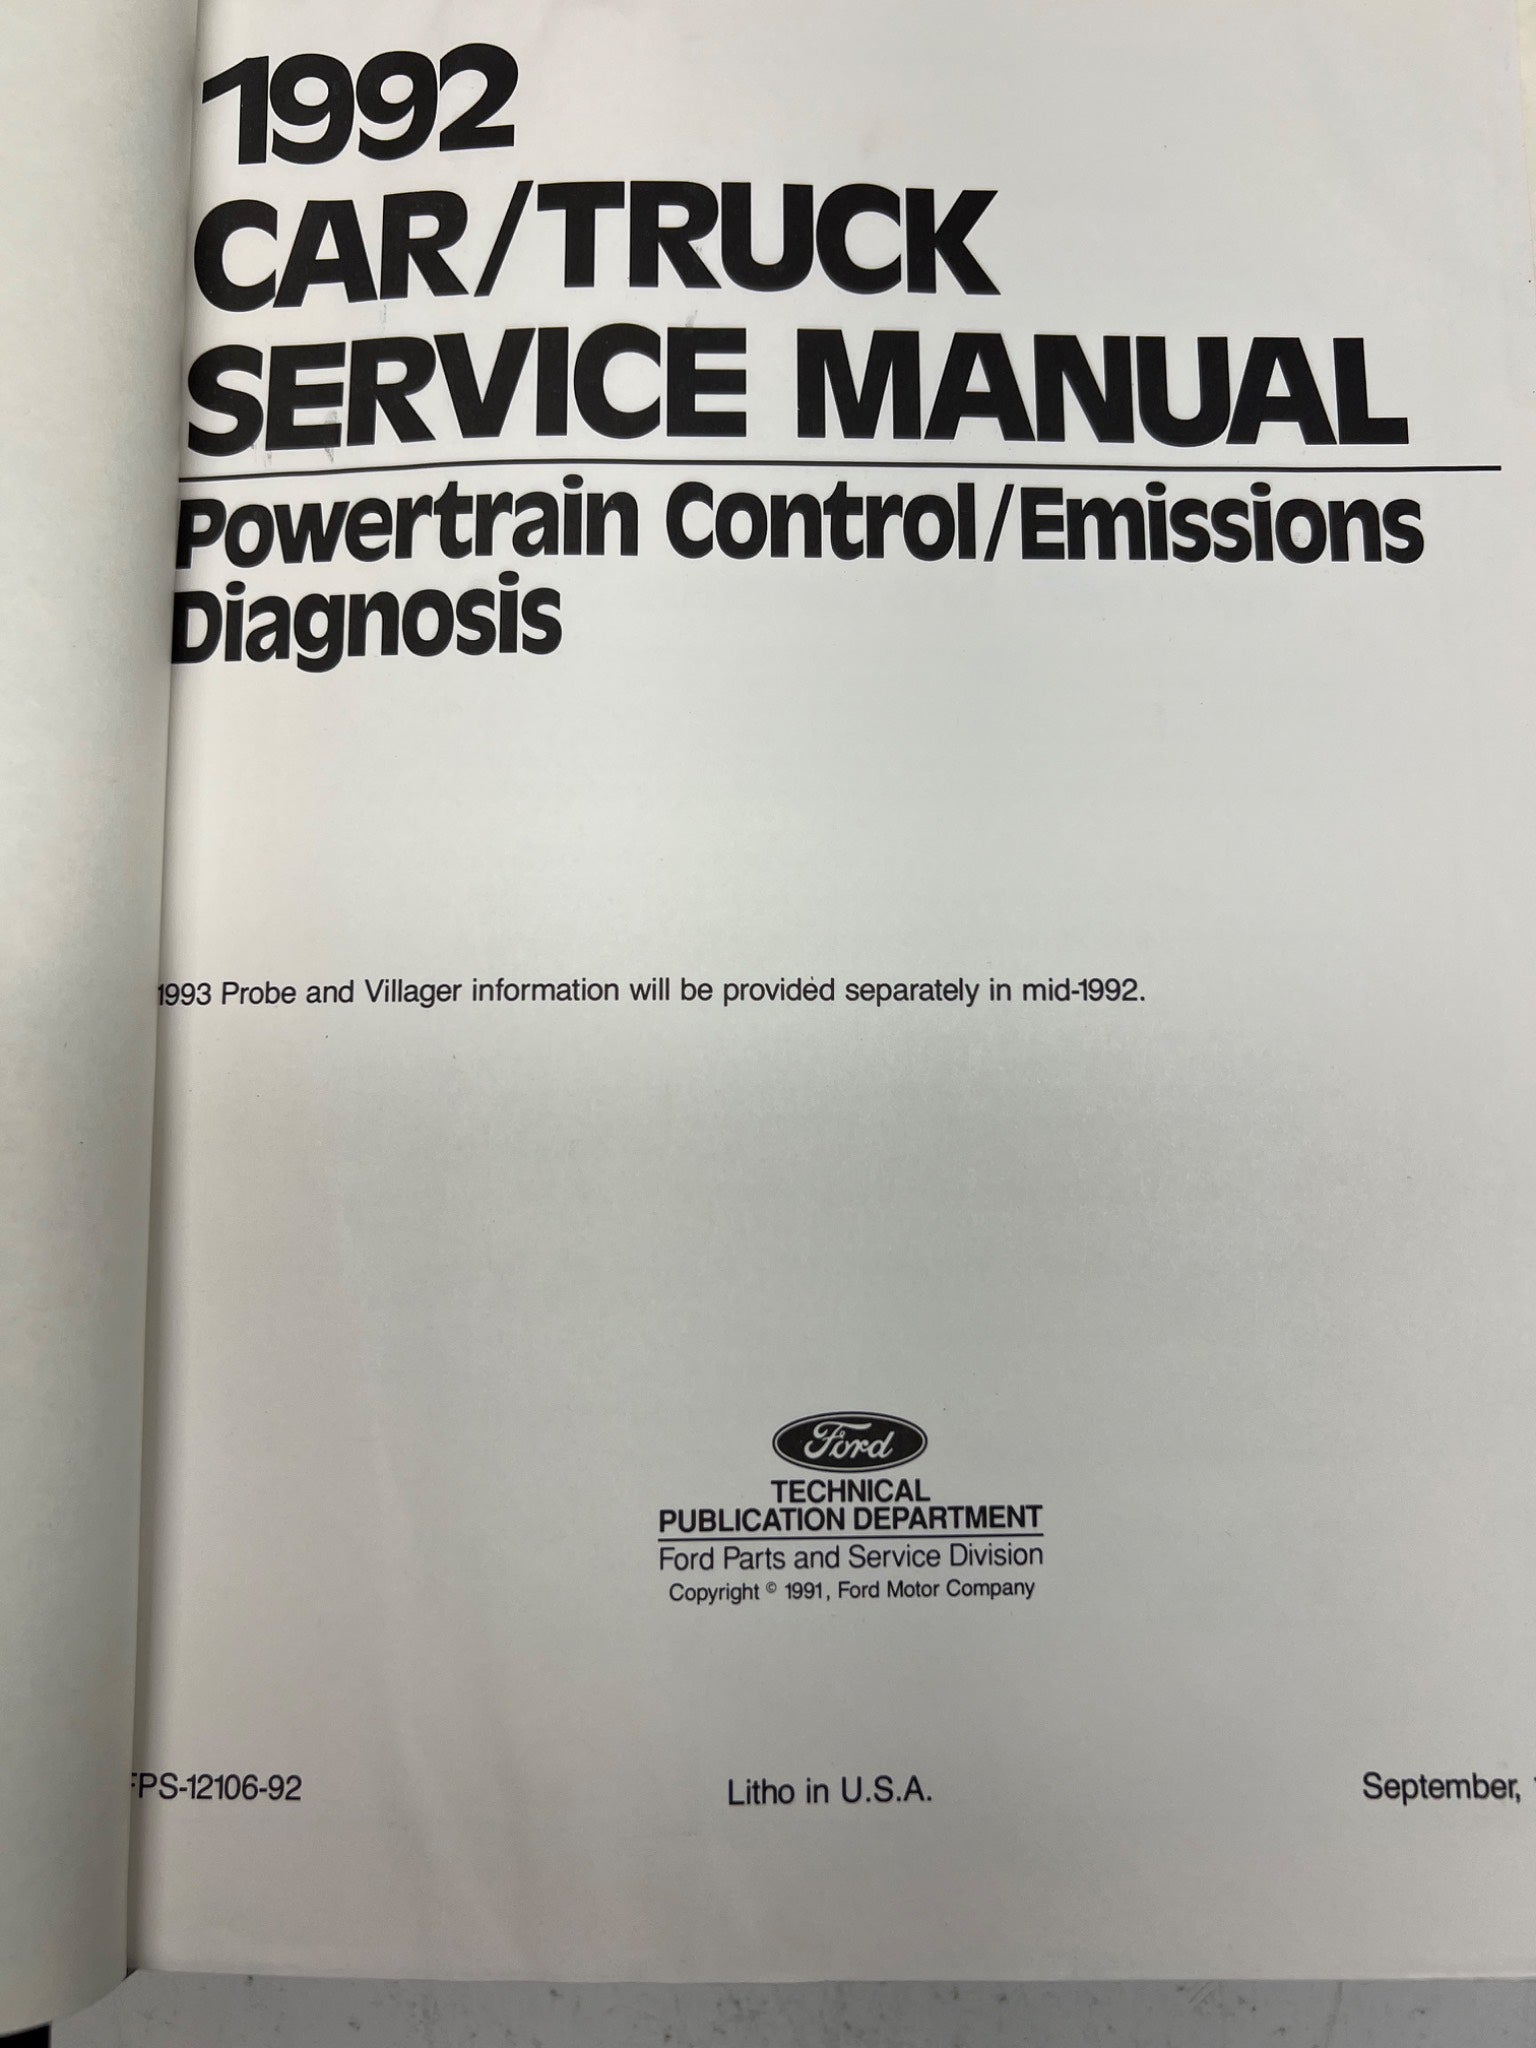 1992
CAR/TRUCK
SERVICE MANUAL
Powertrain Control/Emissions
Diagnosis
1993 Probe and Villager information will be provided separately in mid-1992.
Ford
TECHNICAL
PUBLICATION DEPARTMENT
Ford Parts and Service Division
Copyright © 1991, Ford Motor Company
FPS-12106-92 Litho in U.S.A. September,